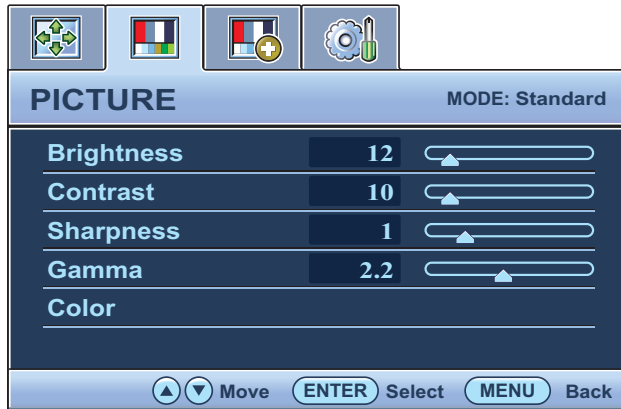 PICTURE MODE: Standard
Brightness 12
Contrast 10
Sharpness 1
Gamma 2.2
Color
Move ENTER Select MENU Back